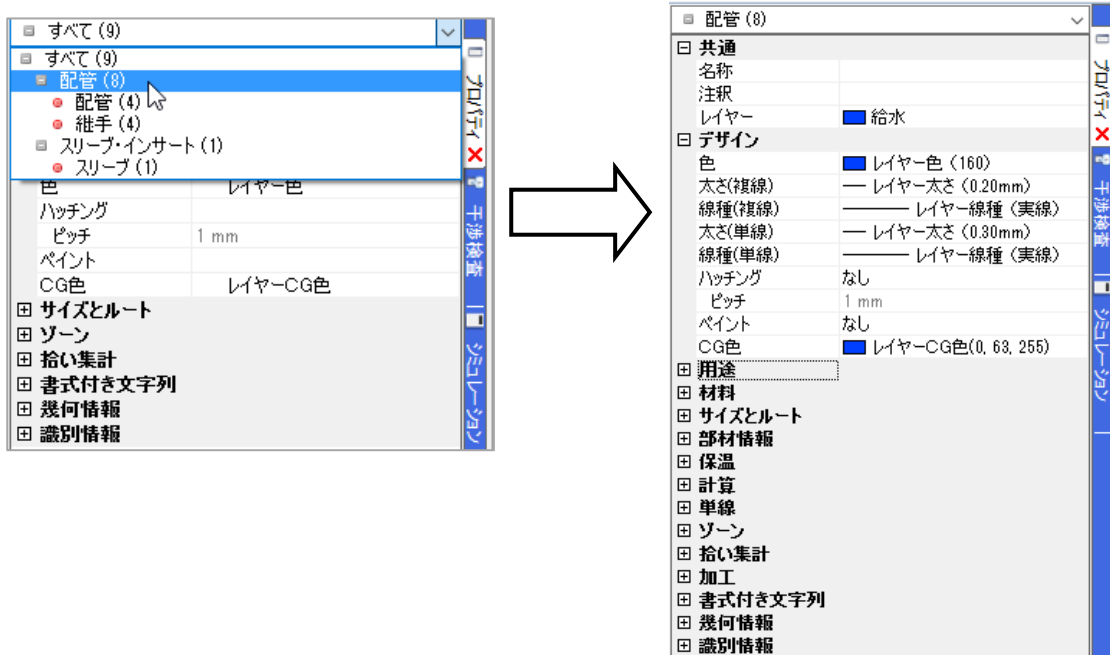 すべて (9)
すべて (9)
配管 (8)
配管 (4)
継手 (4)
スリーブ・インサート (1)
スリーブ (1)
色 レイヤー色
ハッチング
ピッチ 1 mm
ペイント
CG色 レイヤーCG色
サイズとルート
ゾーン
拾い集計
書式付き文字列
幾何情報
識別情報
プロパティ
干渉検査
シミュレーション
配管 (8)
共通
名称
注釈
レイヤー 給水
デザイン
色 レイヤー色 (160)
太さ(複線) レイヤー太さ (0.20mm)
線種(複線) レイヤー線種 (実線)
太さ(単線) レイヤー太さ (0.30mm)
線種(単線) レイヤー線種 (実線)
ハッチング なし
ピッチ 1 mm
ペイント なし
CG色 レイヤーCG色(0, 63, 255)
用途
材料
サイズとルート
部材情報
保温
計算
単線
ゾーン
拾い集計
加工
書式付き文字列
幾何情報
識別情報
プロパティ
干渉検査
シミュレーション